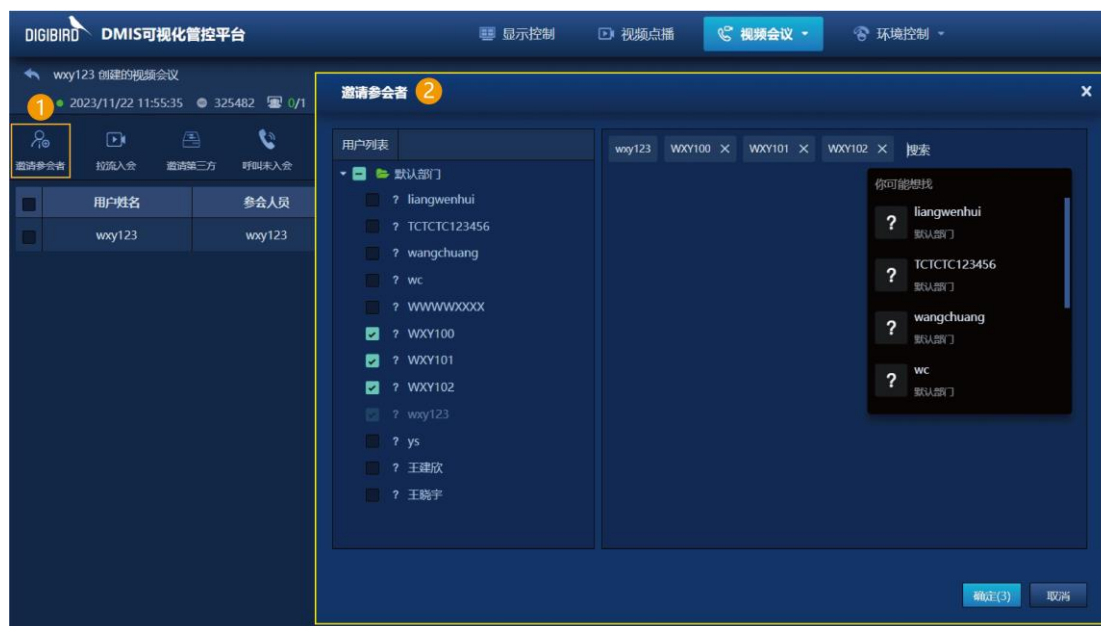 DIGIBIRD DMIS可视化管控平台 显示控制 视频点播 视频会议 环境控制
wxy123 创建的视频会议
1 2023/11/22 11:55:35 325482 0/1
邀请参会者 拉流入会 邀请第三方 呼叫未入会
用户姓名 参会人员
wxy123 wxy123
邀请参会者 2 x
用户列表
默认部门
? liangwenhui
? TCTCTC123456
? wangchuang
? wc
? WWWWXXXX
? WXY100
? WXY101
? WXY102
? wxy123
? ys
? 王建欣
? 王晓宇
wxy123 WXY100 × WXY101 × WXY102 × 搜索
你可能想找
? liangwenhui
默认部门
? TCTCTC123456
默认部门
? wangchuang
默认部门
? wc
默认部门
确定(3) 取消